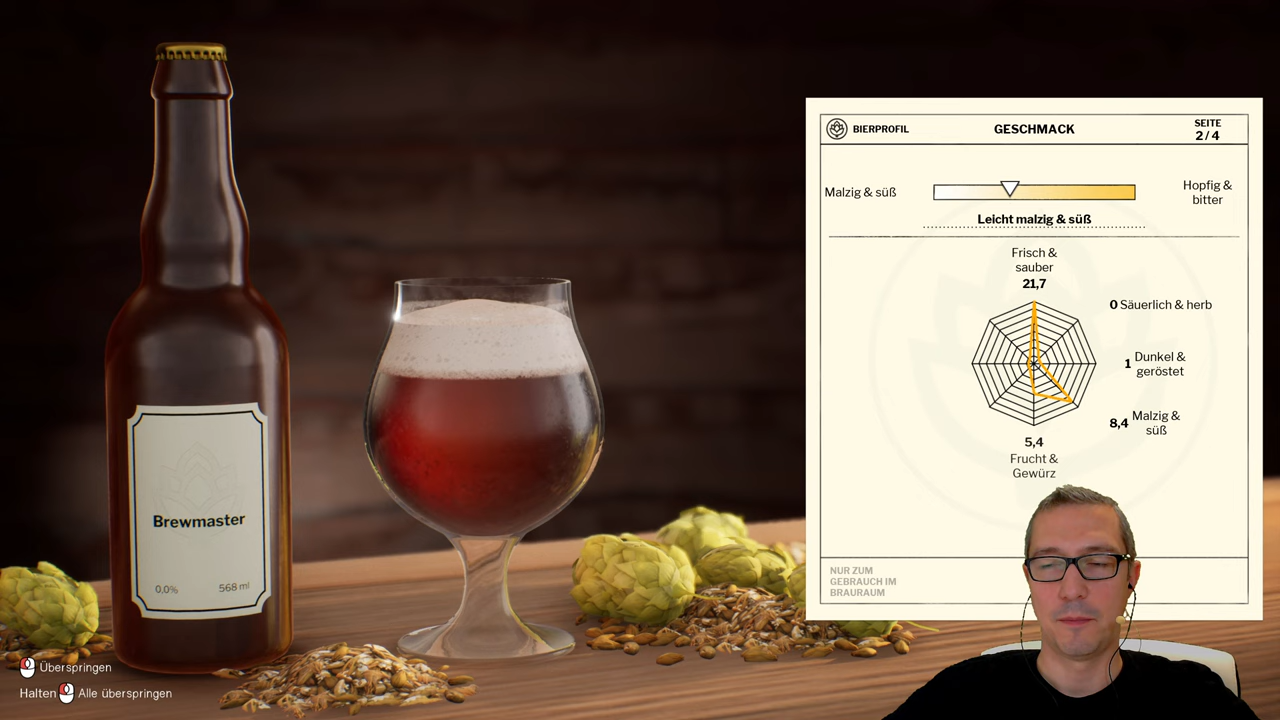 BIERPROFIL
GESCHMACK
SEITE
2 / 4
Malzig & süß
Hopfig &
bitter
Leicht malzig & süß
Frisch &
sauber
21,7
0 Säuerlich & herb
1 Dunkel &
geröstet
8,4 Malzig &
süß
5,4
Frucht &
Gewürz
NUR ZUM
GEBRAUCH IM
BRAURAUM
Brewmaster
0,0% 568 ml
Überspringen
Halten Alle überspringen